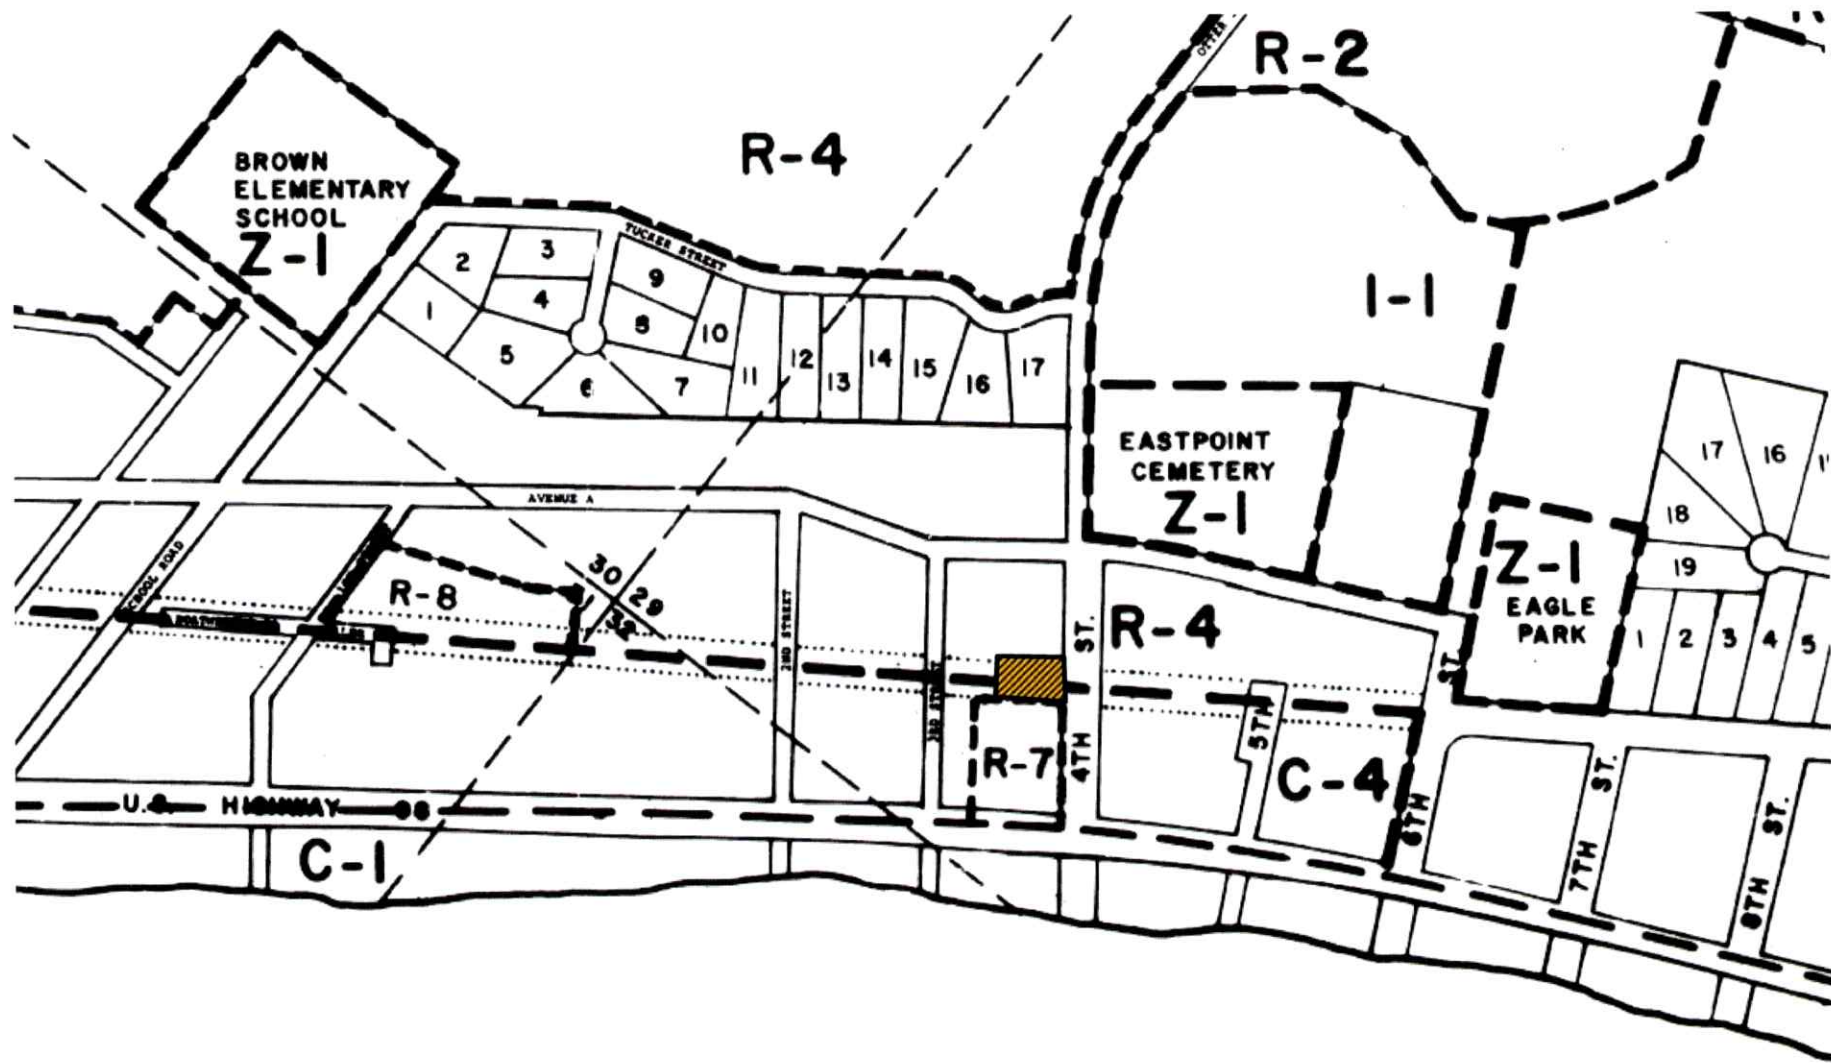 R-2
R-4
BROWN
ELEMENTARY
SCHOOL
Z-1
TUCKER STREET
2
3
9
1
4
8
10
5
6
7
11
12
13
14
15
16
17
I-1
EASTPOINT
CEMETERY
Z-1
17
16
18
19
Z-1
EAGLE
PARK
1
2
3
4
5
AVENUE A
SCHOOL ROAD
R-8
30
29
32
2ND STREET
3RD STREET
R-4
ST.
4TH
R-7
5TH
C-4
ST.
6TH
ST.
7TH
ST.
8TH
U.S. HIGHWAY 98
C-1